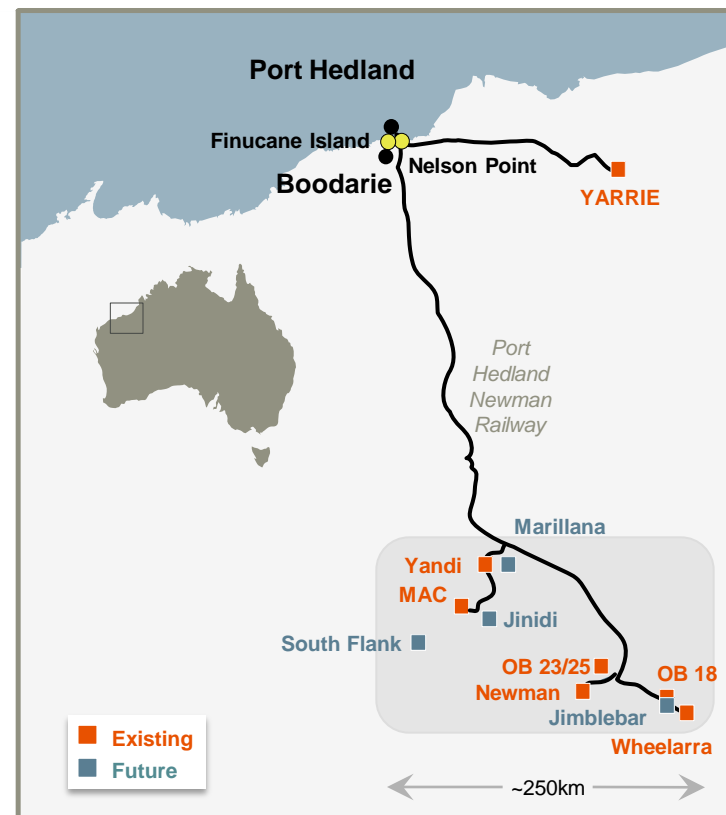 Port Hedland
Finucane Island
Nelson Point
Boodarie
YARRIE
Port
Hedland
Newman
Railway
Marillana
Yandi
MAC
Jinidi
South Flank
OB 23/25
OB 18
Newman
Jimblebar
Wheelarra
Existing
Future
~250km